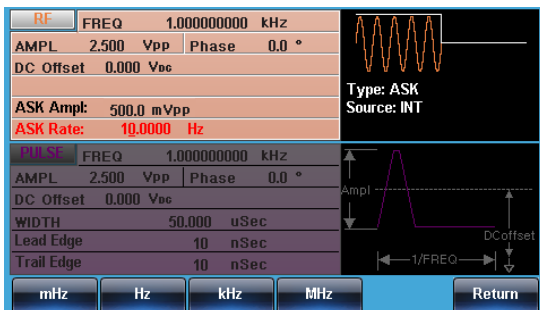 RF FREQ 1.000000000 kHz
AMPL 2.500 Vpp Phase 0.0 °
DC Offset 0.000 VDC
ASK Ampl: 500.0 mVpp
ASK Rate: 10.0000 Hz
Type: ASK
Source: INT
PULSE FREQ 1.000000000 kHz
AMPL 2.500 Vpp Phase 0.0 °
DC Offset 0.000 VDC
WIDTH 50.000 uSec
Lead Edge 10 nSec
Trail Edge 10 nSec
Ampl
DCoffset
1/FREQ
mHz Hz kHz MHz Return